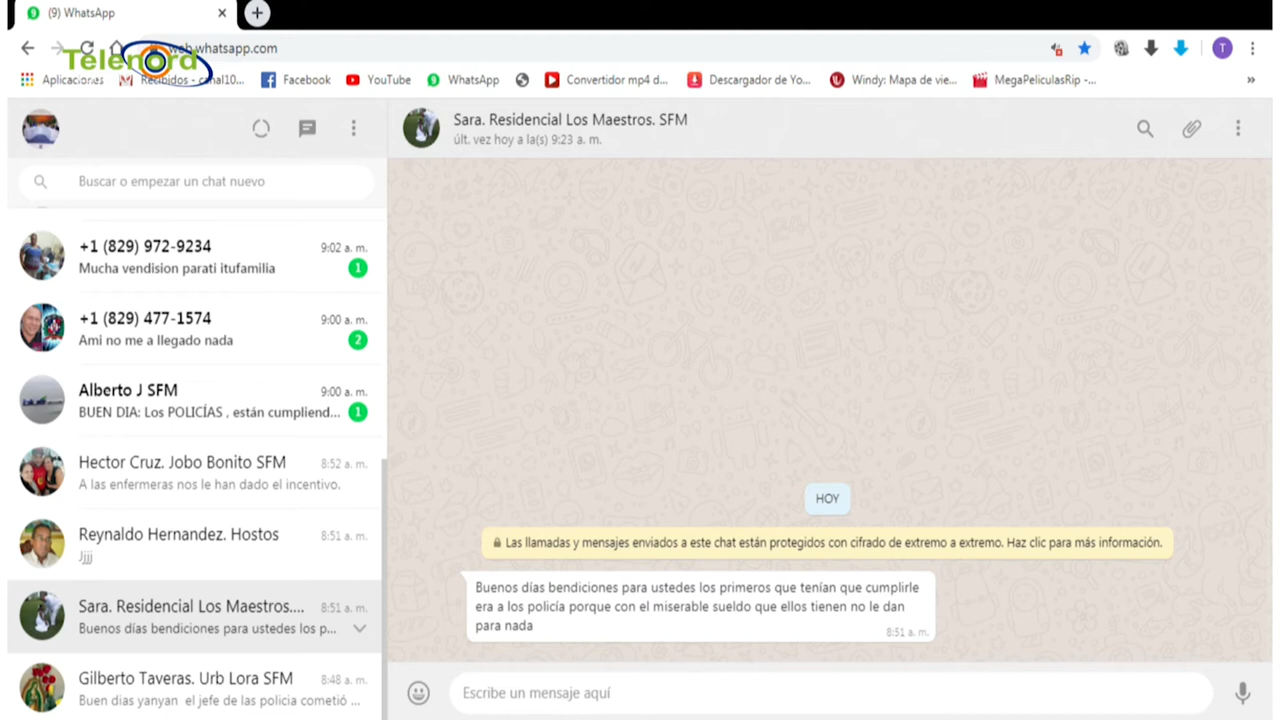 (9) WhatsApp
Telenord
web.whatsapp.com
T
Aplicaciones
Recibidos - canal10...
Facebook
YouTube
WhatsApp
Convertidor mp4 d...
Descargador de Yo...
Windy: Mapa de vie...
MegaPeliculasRip -...
»
Sara. Residencial Los Maestros. SFM
últ. vez hoy a la(s) 9:23 a. m.
Buscar o empezar un chat nuevo
+1 (829) 972-9234 9:02 a. m.
Mucha vendision parati itufamilia 1
+1 (829) 477-1574 9:00 a. m.
Ami no me a llegado nada 2
Alberto J SFM 9:00 a. m.
BUEN DIA: Los POLICÍAS , están cumpliend... 1
Hector Cruz. Jobo Bonito SFM 8:52 a. m.
A las enfermeras nos le han dado el incentivo.
Reynaldo Hernandez. Hostos 8:51 a. m.
Jjjj
Sara. Residencial Los Maestros.... 8:51 a. m.
Buenos días bendiciones para ustedes los p...
Gilberto Taveras. Urb Lora SFM 8:48 a. m.
Buen dias yanyan el jefe de las policia cometió ...
HOY
Las llamadas y mensajes enviados a este chat están protegidos con cifrado de extremo a extremo. Haz clic para más información.
Buenos días bendiciones para ustedes los primeros que tenían que cumplirle
era a los policía porque con el miserable sueldo que ellos tienen no le dan
para nada
8:51 a. m.
Escribe un mensaje aquí